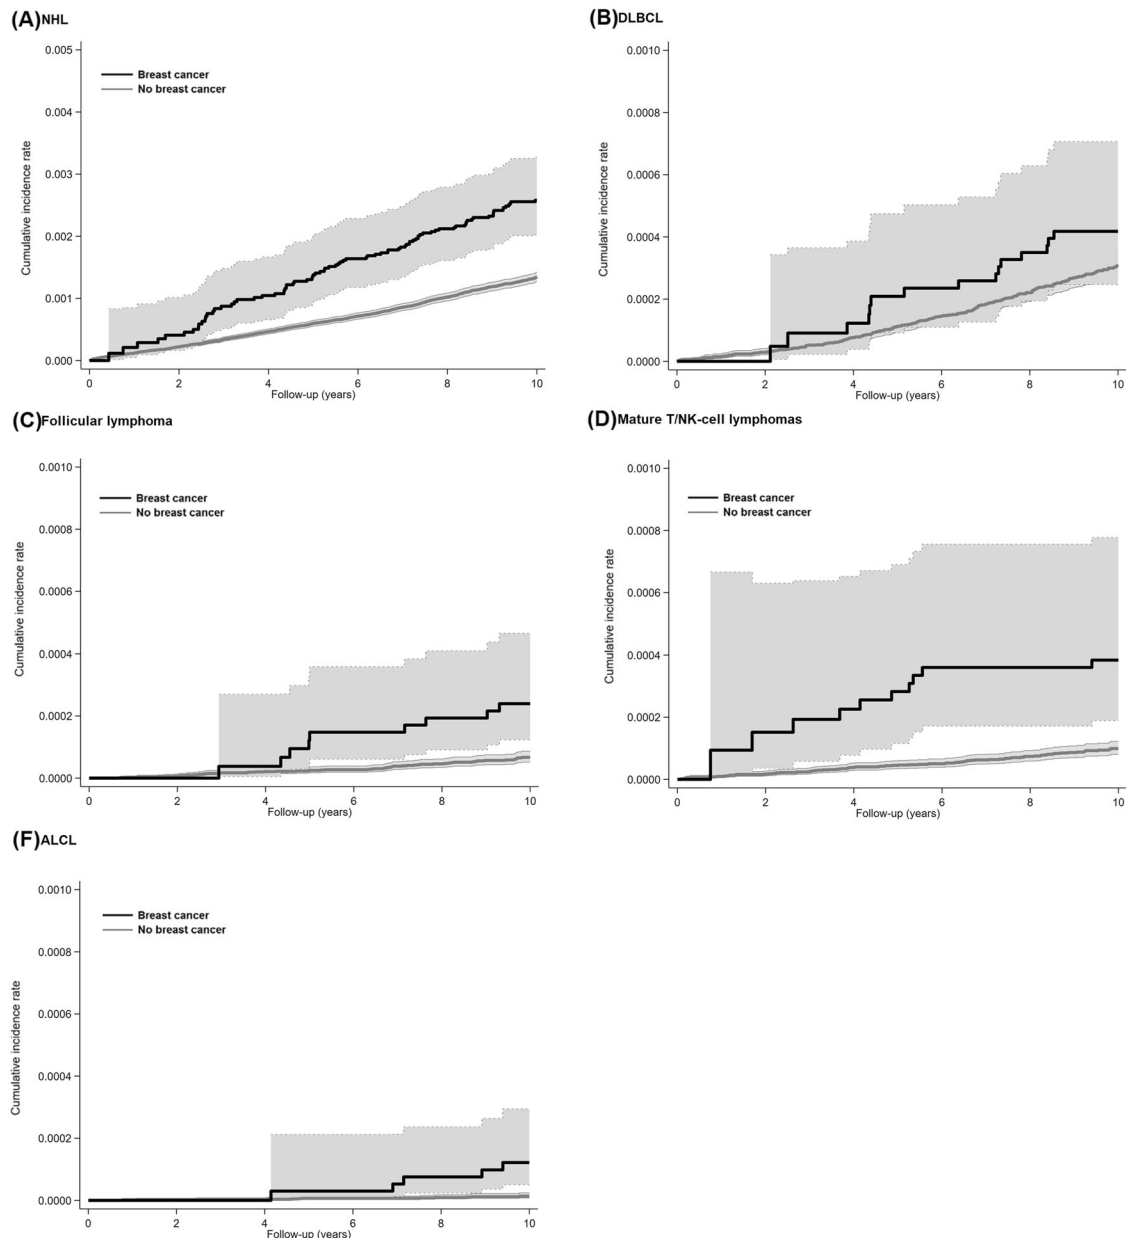 (A) NHL
0.005
0.004
0.003
0.002
0.001
0.000
Cumulative incidence rate
Breast cancer
No breast cancer
0 2 4 6 8 10
Follow-up (years)
(B) DLBCL
0.0010
0.0008
0.0006
0.0004
0.0002
0.0000
Cumulative incidence rate
0 2 4 6 8 10
Follow-up (years)
(C) Follicular lymphoma
0.0010
0.0008
0.0006
0.0004
0.0002
0.0000
Cumulative incidence rate
Breast cancer
No breast cancer
0 2 4 6 8 10
Follow-up (years)
(D) Mature T/NK-cell lymphomas
0.0010
0.0008
0.0006
0.0004
0.0002
0.0000
Cumulative incidence rate
Breast cancer
No breast cancer
0 2 4 6 8 10
Follow-up (years)
(F) ALCL
0.0010
0.0008
0.0006
0.0004
0.0002
0.0000
Cumulative incidence rate
Breast cancer
No breast cancer
0 2 4 6 8 10
Follow-up (years)